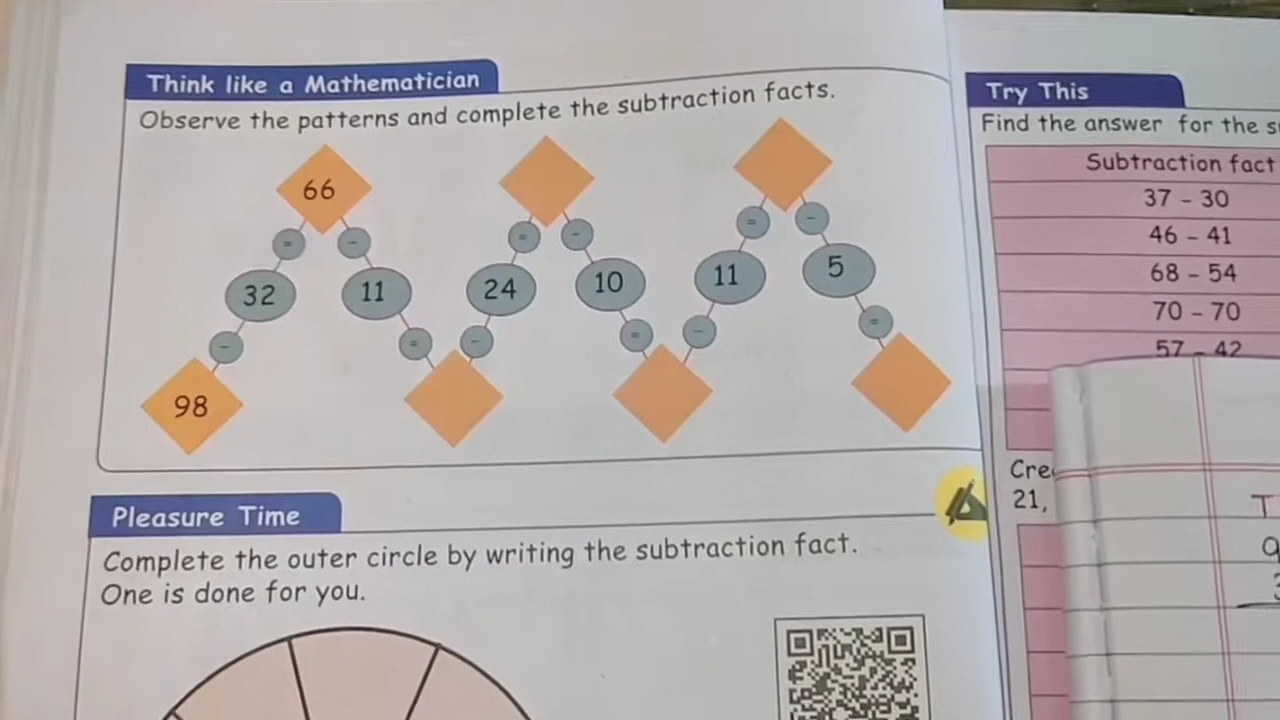 Think like a Mathematician
Observe the patterns and complete the subtraction facts.
66
= -
32 11
- =
98
24 10
= -
- =
11 5
= -
- =
Pleasure Time
Complete the outer circle by writing the subtraction fact.
One is done for you.
Try This
Find the answer for the
Subtraction fact
37 - 30
46 - 41
68 - 54
70 - 70
57 - 42
21,
T